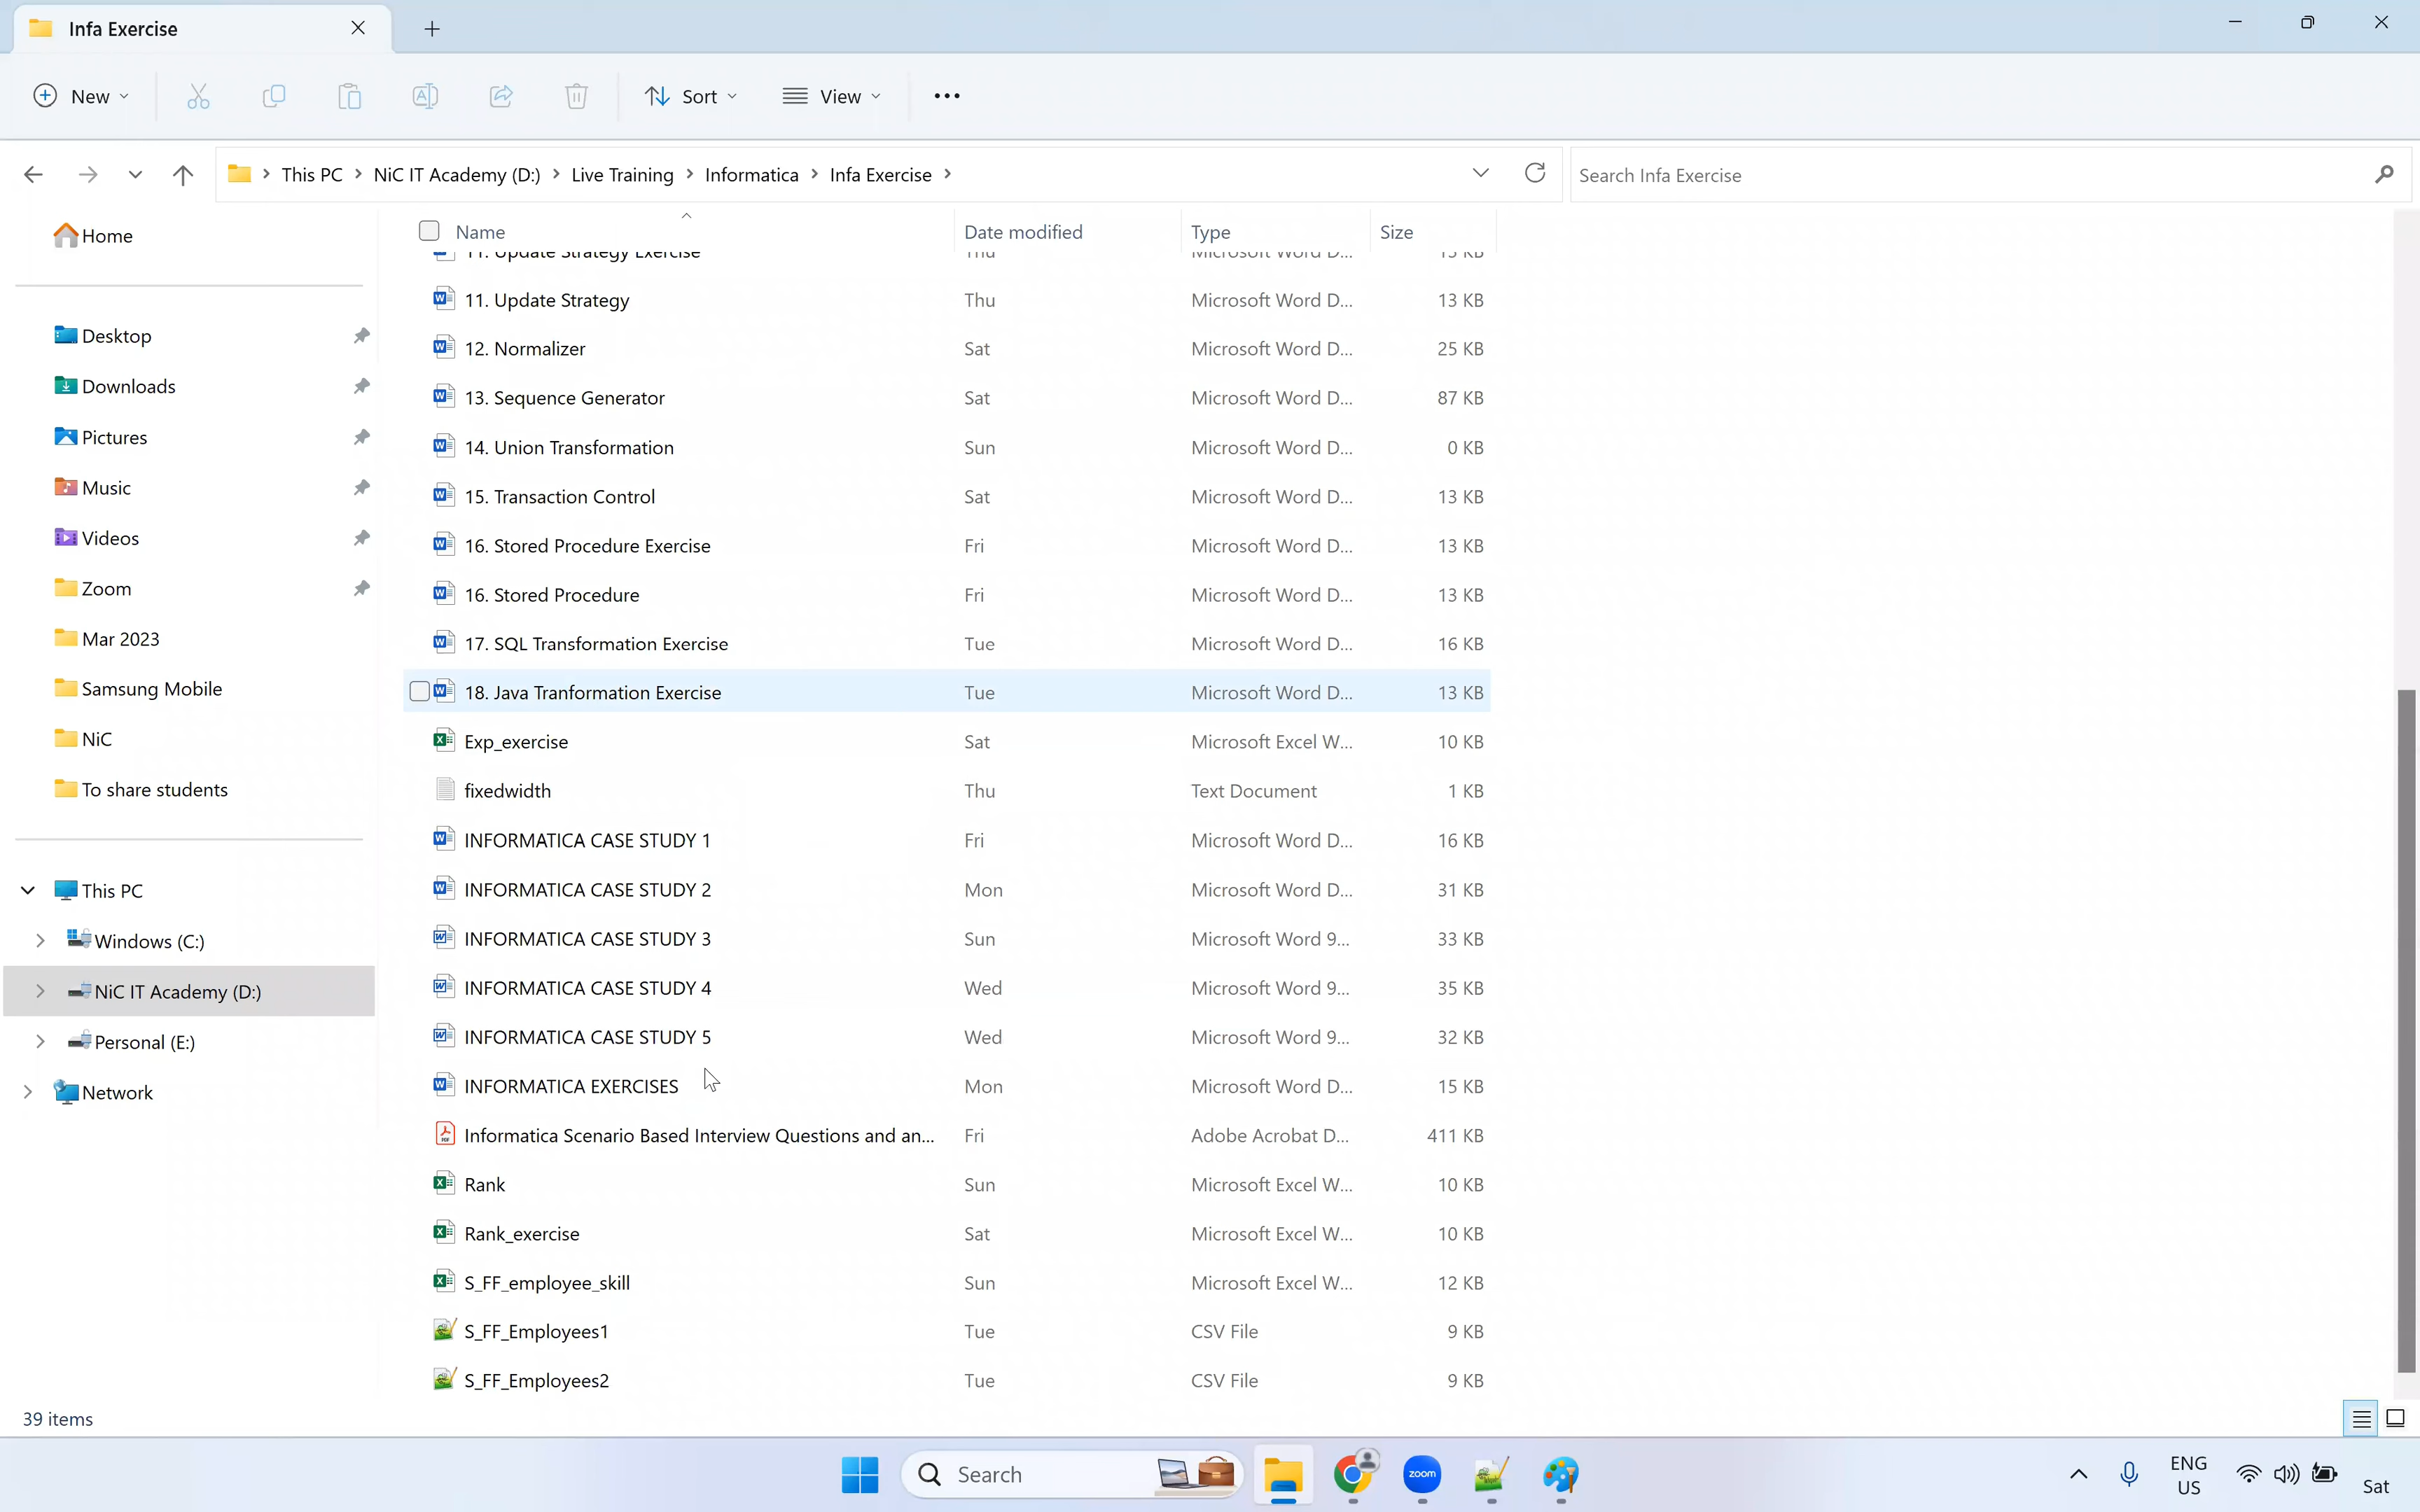 Infa Exercise
New
Sort
View
This PC NiC IT Academy (D:) Live Training Informatica Infa Exercise
Search Infa Exercise
Home
Desktop
Downloads
Pictures
Music
Videos
Zoom
Mar 2023
Samsung Mobile
NiC
To share students
This PC
Windows (C:)
NiC IT Academy (D:)
Personal (E:)
Network
Name Date modified Type Size
11. Update Strategy Exercise Thu Microsoft Word D... 13 KB
11. Update Strategy Thu Microsoft Word D... 13 KB
12. Normalizer Sat Microsoft Word D... 25 KB
13. Sequence Generator Sat Microsoft Word D... 87 KB
14. Union Transformation Sun Microsoft Word D... 0 KB
15. Transaction Control Sat Microsoft Word D... 13 KB
16. Stored Procedure Exercise Fri Microsoft Word D... 13 KB
16. Stored Procedure Fri Microsoft Word D... 13 KB
17. SQL Transformation Exercise Tue Microsoft Word D... 16 KB
18. Java Tranformation Exercise Tue Microsoft Word D... 13 KB
Exp_exercise Sat Microsoft Excel W... 10 KB
fixedwidth Thu Text Document 1 KB
INFORMATICA CASE STUDY 1 Fri Microsoft Word D... 16 KB
INFORMATICA CASE STUDY 2 Mon Microsoft Word D... 31 KB
INFORMATICA CASE STUDY 3 Sun Microsoft Word 9... 33 KB
INFORMATICA CASE STUDY 4 Wed Microsoft Word 9... 35 KB
INFORMATICA CASE STUDY 5 Wed Microsoft Word 9... 32 KB
INFORMATICA EXERCISES Mon Microsoft Word D... 15 KB
Informatica Scenario Based Interview Questions and an... Fri Adobe Acrobat D... 411 KB
Rank Sun Microsoft Excel W... 10 KB
Rank_exercise Sat Microsoft Excel W... 10 KB
S_FF_employee_skill Sun Microsoft Excel W... 12 KB
S_FF_Employees1 Tue CSV File 9 KB
S_FF_Employees2 Tue CSV File 9 KB
39 items
Search
zoom
ENG
US
Sat